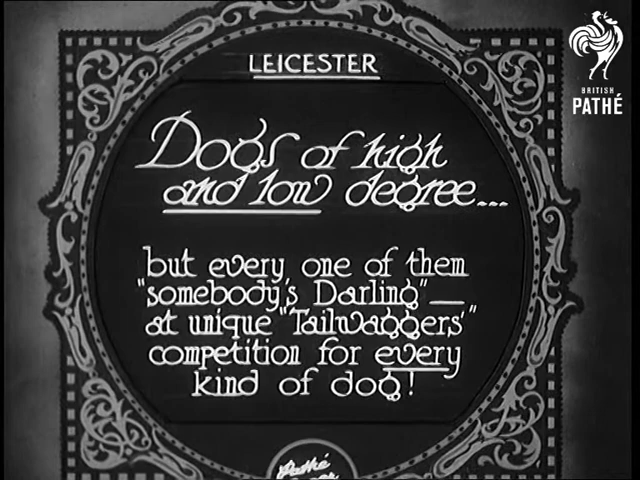 LEICESTER
Dogs of high
and low degree...
but every one of them
"somebody's Darling"—
at unique "Tailwaggers'"
competition for every
kind of dog!
Pathé
BRITISH
PATHÉ